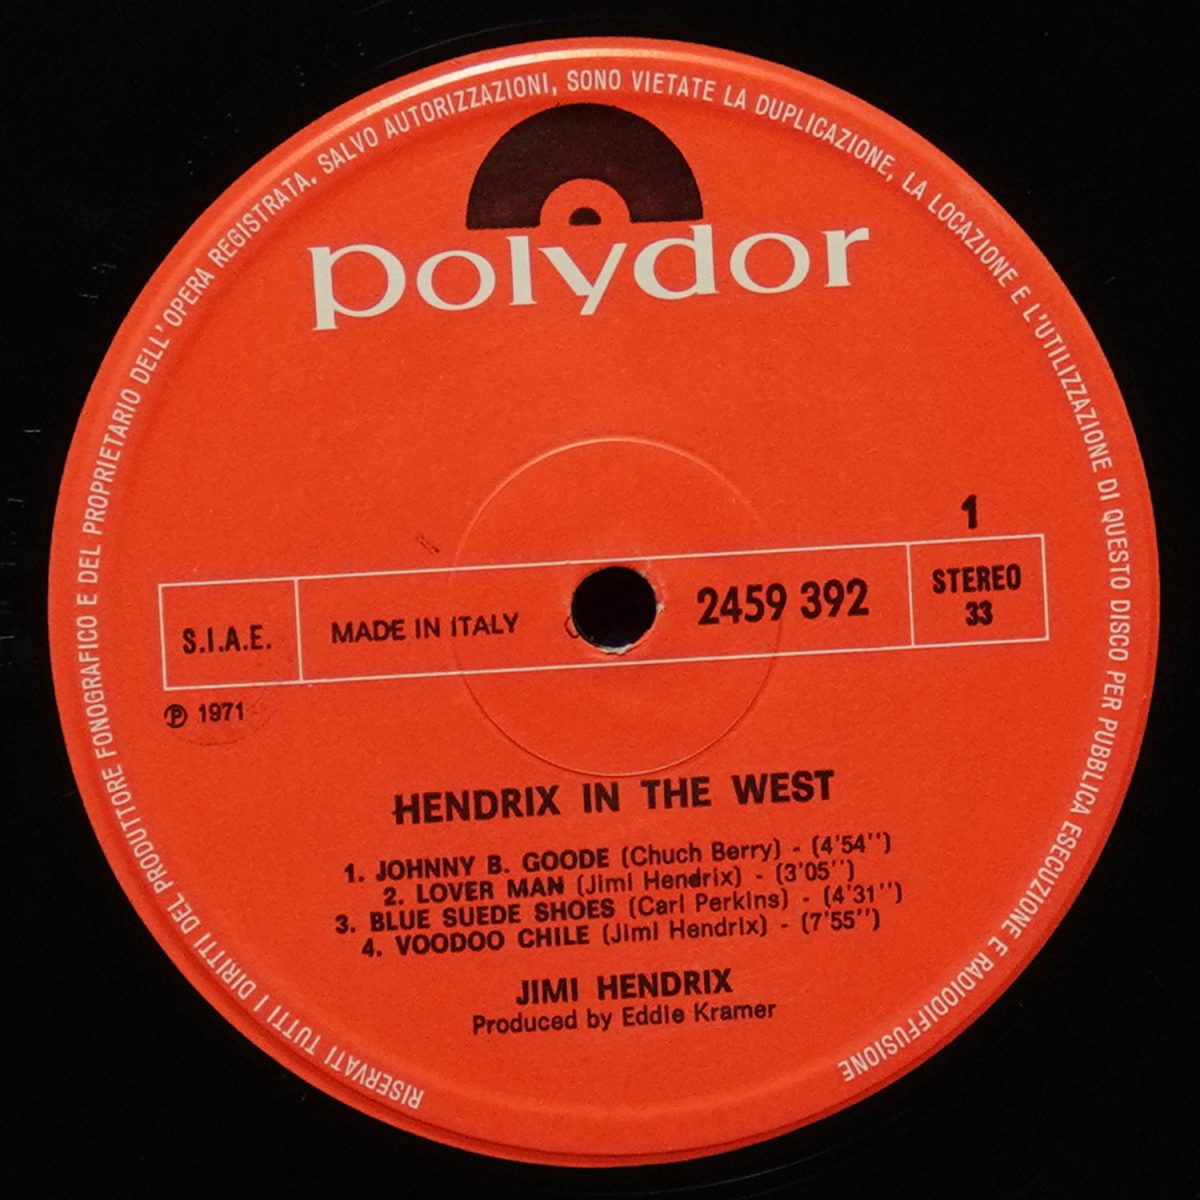 RISERVATI TUTTI I DIRITTI DEL PRODUTTORE FONOGRAFICO E DEL PROPRIETARIO DELL'OPERA REGISTRATA. SALVO AUTORIZZAZIONI, SONO VIETATE LA DUPLICAZIONE, LA LOCAZIONE E L'UTILIZZAZIONE DI QUESTO DISCO PER PUBBLICA ESECUZIONE E RADIODIFFUSIONE
polydor
1
S.I.A.E. MADE IN ITALY 2459 392 STEREO
33
℗ 1971
HENDRIX IN THE WEST
1. JOHNNY B. GOODE (Chuch Berry) - (4'54'')
2. LOVER MAN (Jimi Hendrix) - (3'05'')
3. BLUE SUEDE SHOES (Carl Perkins) - (4'31'')
4. VOODOO CHILE (Jimi Hendrix) - (7'55'')
JIMI HENDRIX
Produced by Eddie Kramer